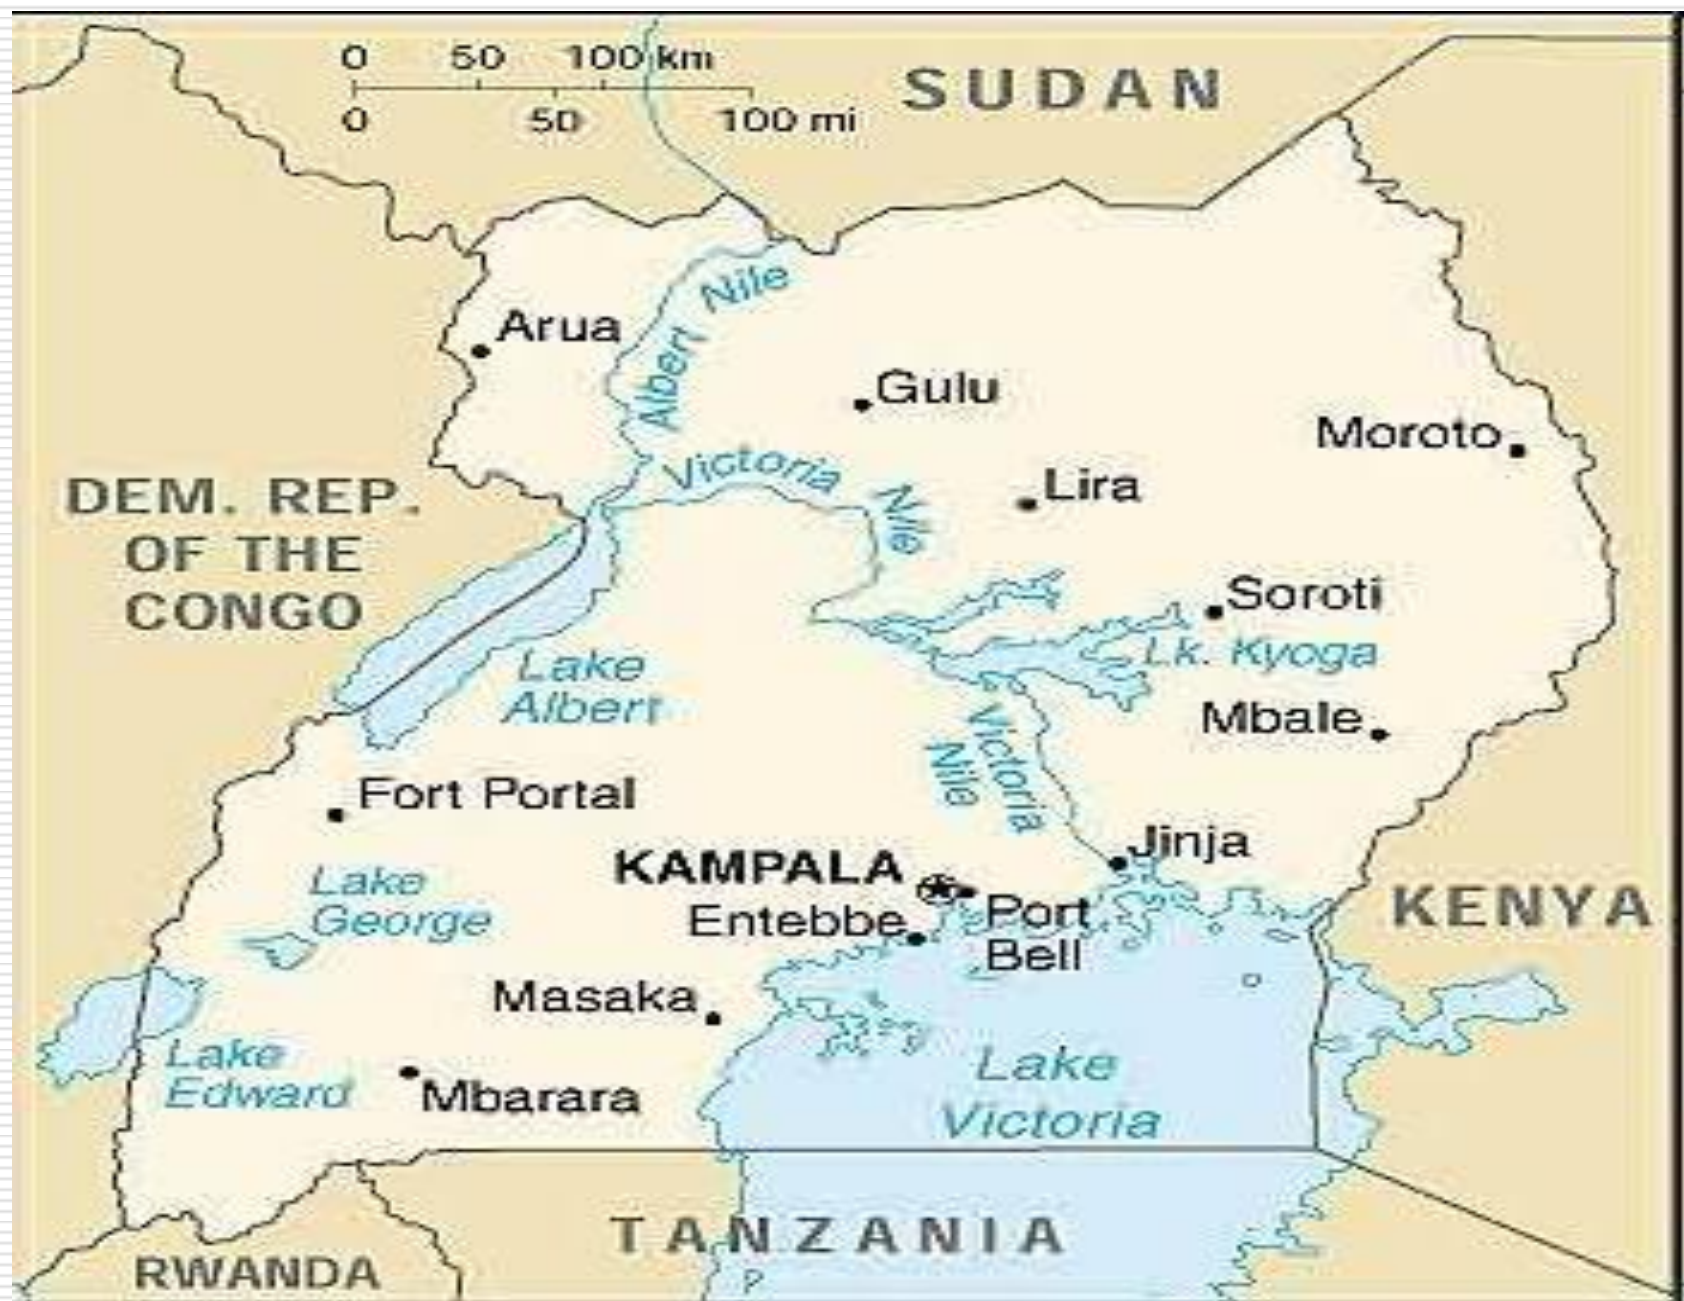 0 50 100 km
0 50 100 mi
SUDAN
Albert Nile
Arua
Gulu
Moroto
Victoria Nile
Lira
DEM. REP.
OF THE
CONGO
Soroti
Lk. Kyoga
Lake
Albert
Mbale
Victoria
Nile
Fort Portal
Jinja
KAMPALA
Lake
George
Entebbe
Port
Bell
KENYA
Masaka
Lake
Edward
Mbarara
Lake
Victoria
TANZANIA
RWANDA